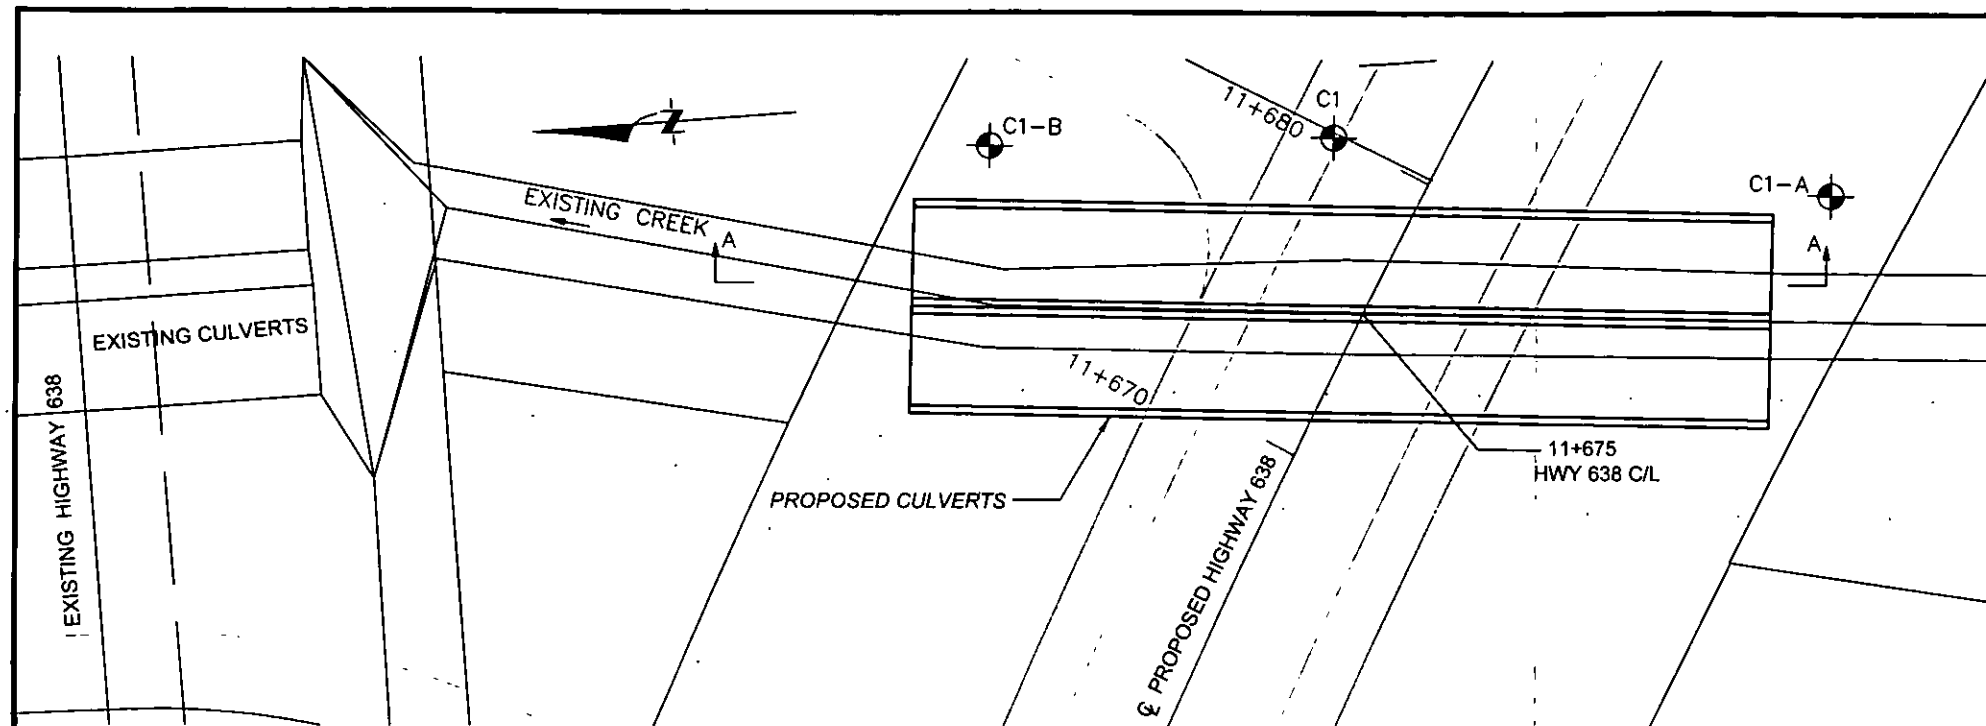 N
C1-B
11+680
C1
C1-A
EXISTING CREEK
A
A
EXISTING CULVERTS
11+670
11+675
HWY 638 C/L
PROPOSED CULVERTS
EXISTING HIGHWAY 638
℄ PROPOSED HIGHWAY 638